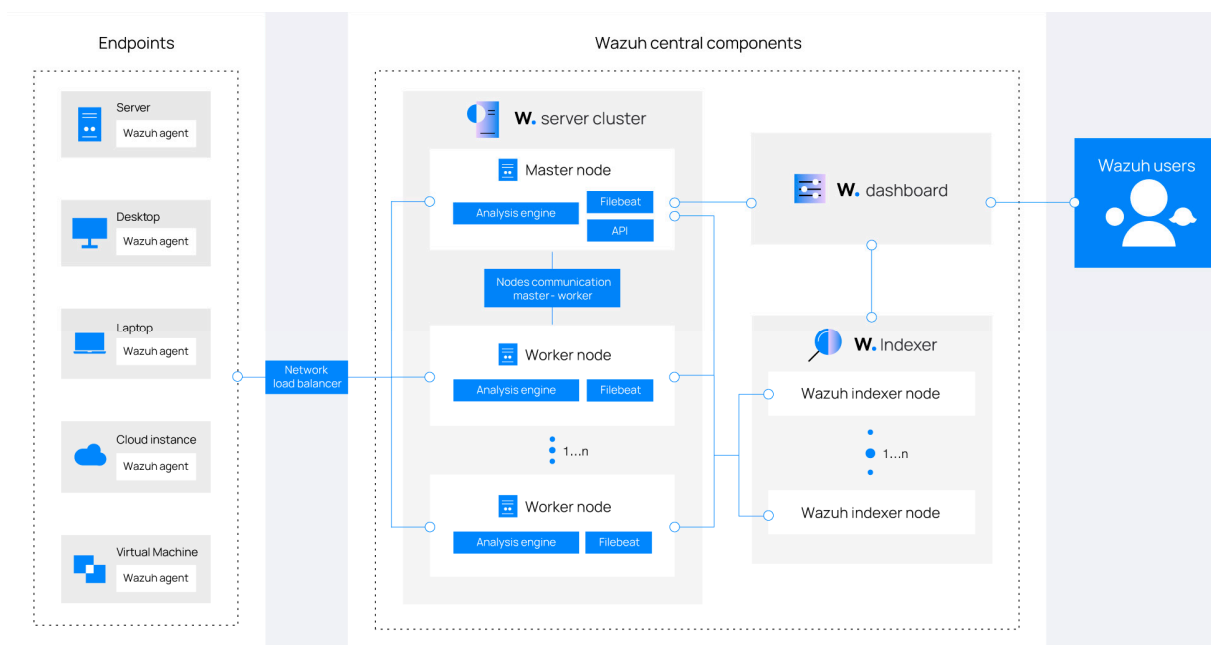 Endpoints
Server
Wazuh agent
Desktop
Wazuh agent
Laptop
Wazuh agent
Cloud instance
Wazuh agent
Virtual Machine
Wazuh agent
Network
load balancer
Wazuh central components
W. server cluster
Master node
Analysis engine
Filebeat
API
Nodes communication
master- worker
Worker node
Analysis engine
Filebeat
1...n
Worker node
Analysis engine
Filebeat
W. dashboard
W. Indexer
Wazuh indexer node
1...n
Wazuh indexer node
Wazuh users